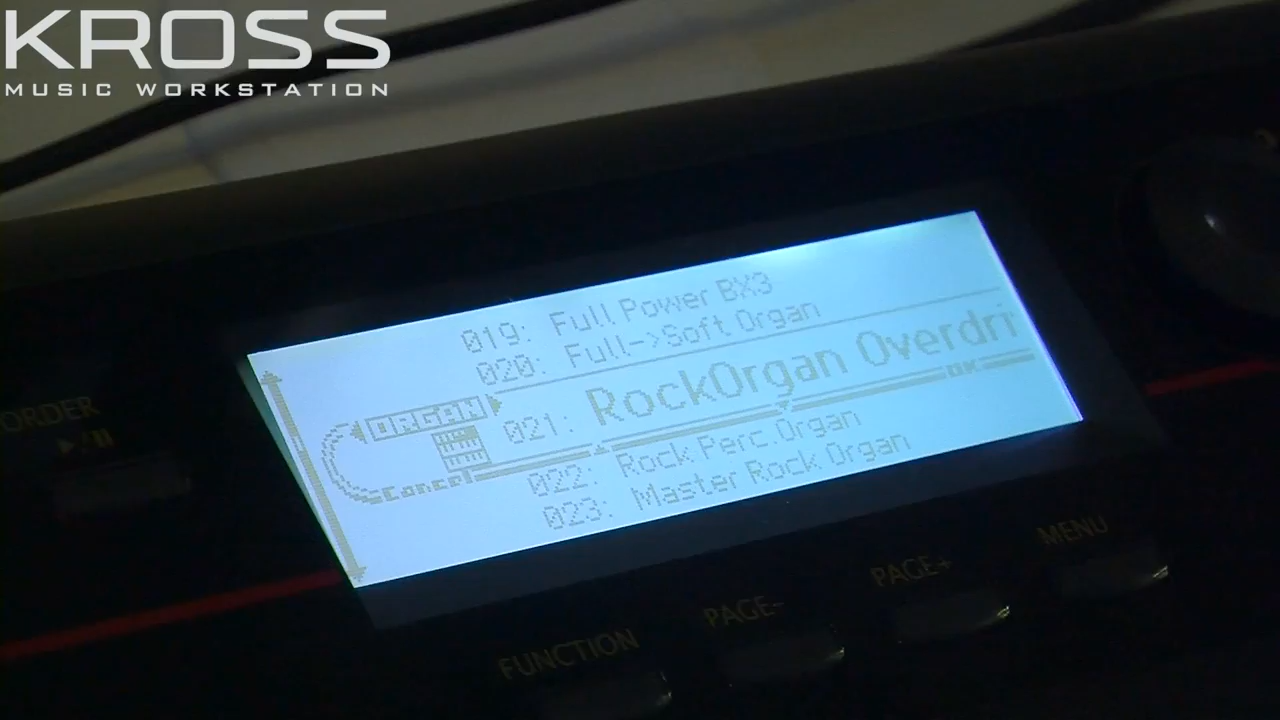 KROSS
MUSIC WORKSTATION
019: Full Power BX3
020: Full->Soft Organ
ORGAN
021: RockOrgan Overdri
OK
Cancel
022: Rock Perc.Organ
023: Master Rock Organ
ORDER
FUNCTION
PAGE-
PAGE+
MENU